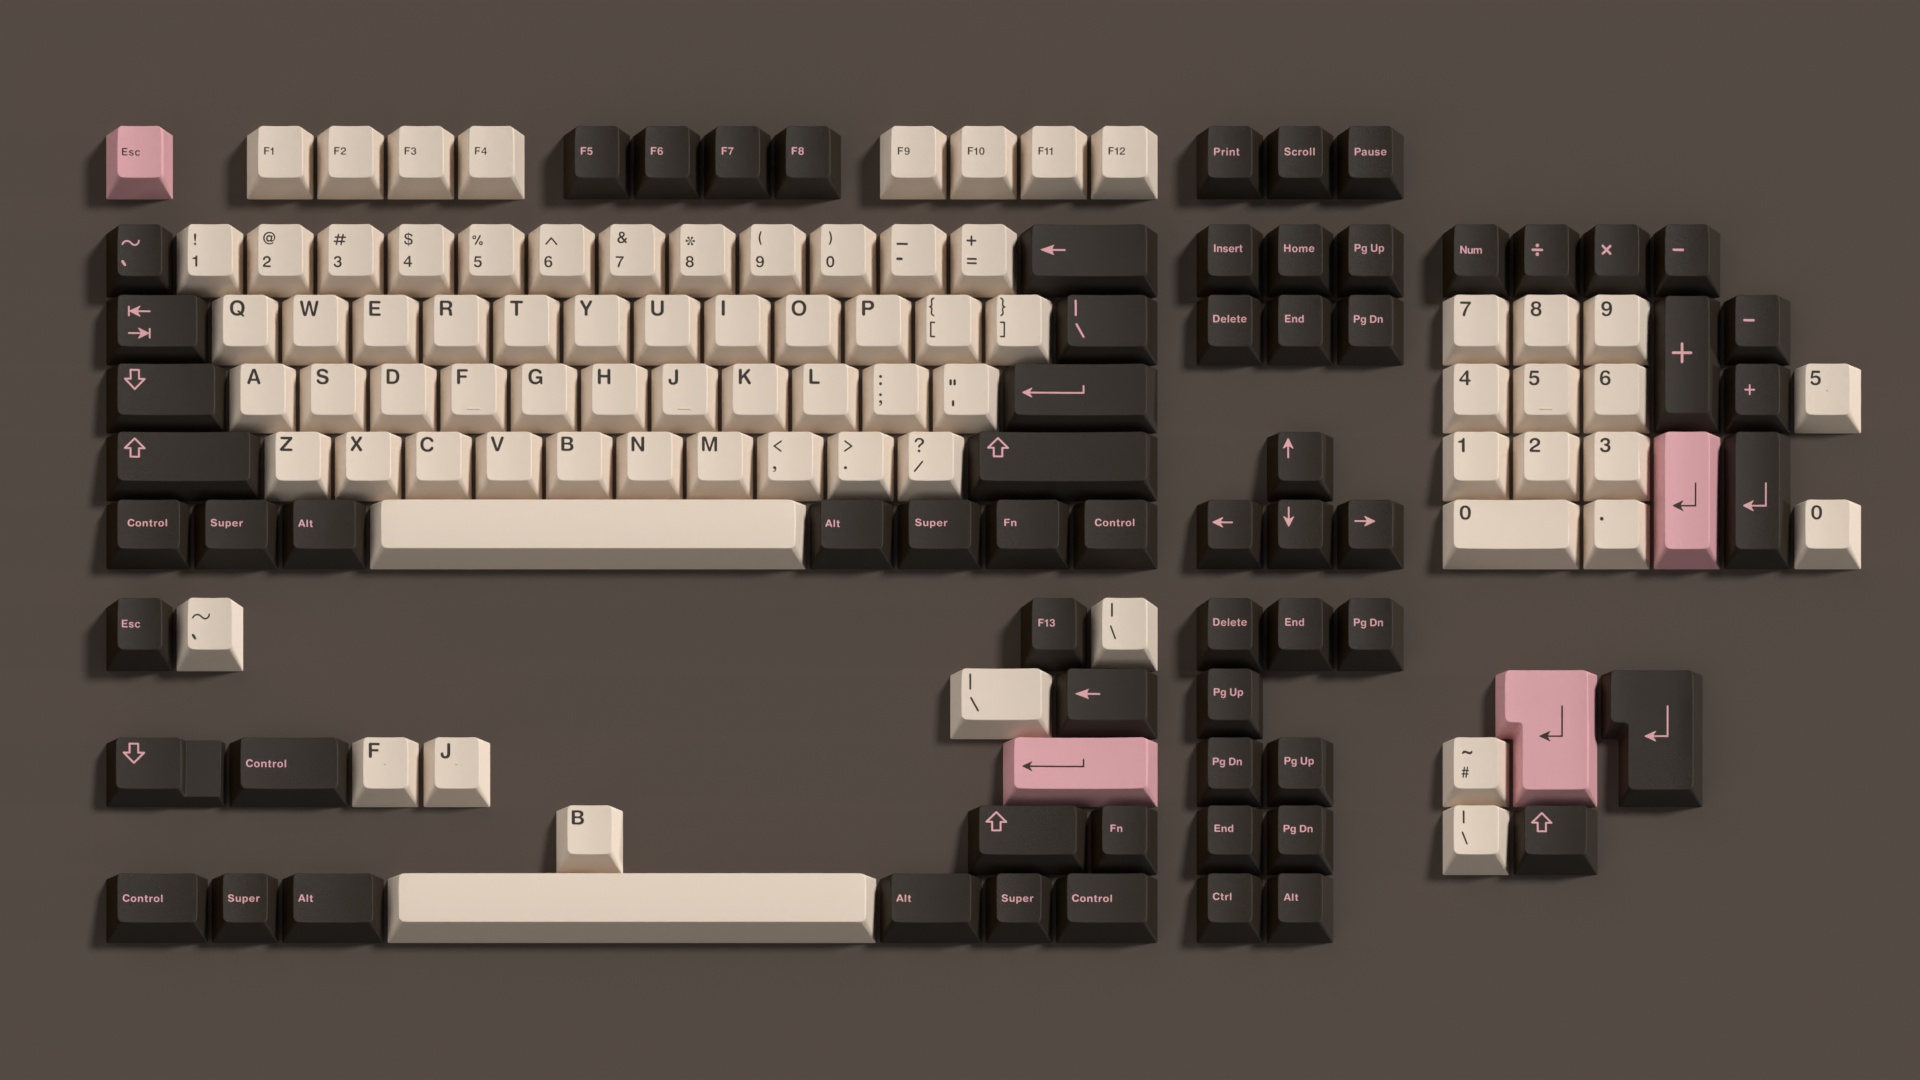 Esc F1 F2 F3 F4 F5 F6 F7 F8 F9 F10 F11 F12 Print Scroll Pause
~ ! @ # $ % ^ & * ( ) _ + ←
` 1 2 3 4 5 6 7 8 9 0 - =
Insert Home Pg Up Num ÷ × −
⇤ Q W E R T Y U I O P { } |
⇥ [ ] \
Delete End Pg Dn 7 8 9 + −
⇩ A S D F G H J K L : " ↵
_ _ ; '
4 5 6 + 5
_
⇧ Z X C V B N M < > ? ⇧
, . /
↑ 1 2 3 ↵ ↵
Control Super Alt Alt Super Fn Control ← ↓ → 0 . 0
Esc ~ F13 | Delete End Pg Dn
` \
| ← Pg Up
\
⇩ Control F J ↵ Pg Dn Pg Up ~ ↵ ↵
#
B ⇧ Fn End Pg Dn | ⇧
\
Control Super Alt Alt Super Control Ctrl Alt